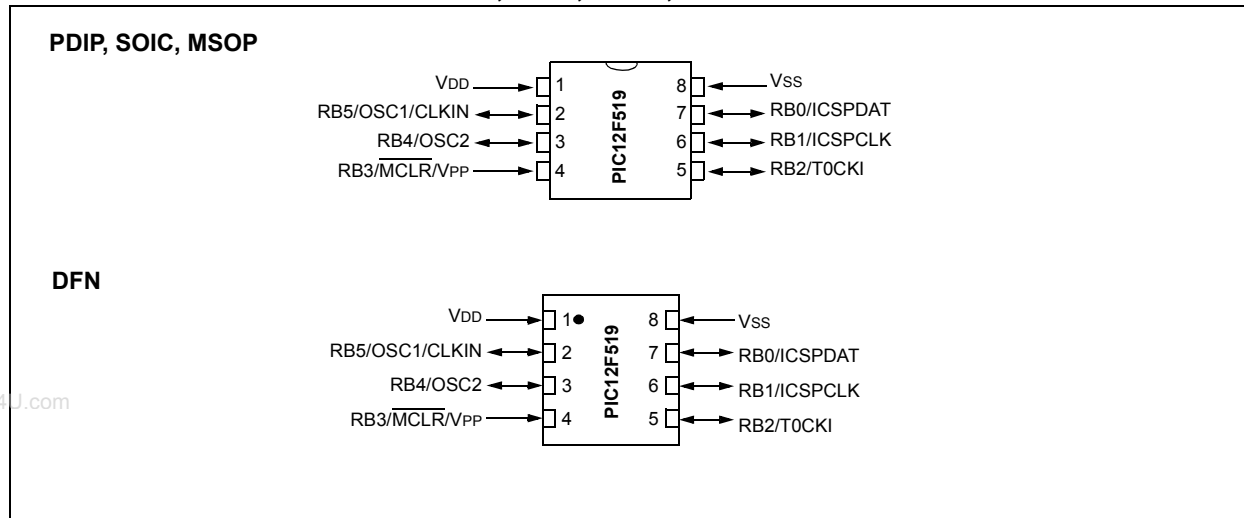 PDIP, SOIC, MSOP
VDD 1 8 VSS
RB5/OSC1/CLKIN 2 7 RB0/ICSPDAT
RB4/OSC2 3 6 RB1/ICSPCLK
RB3/MCLR/VPP 4 5 RB2/T0CKI
PIC12F519
DFN
VDD 1 8 VSS
RB5/OSC1/CLKIN 2 7 RB0/ICSPDAT
RB4/OSC2 3 6 RB1/ICSPCLK
RB3/MCLR/VPP 4 5 RB2/T0CKI
PIC12F519
4U.com